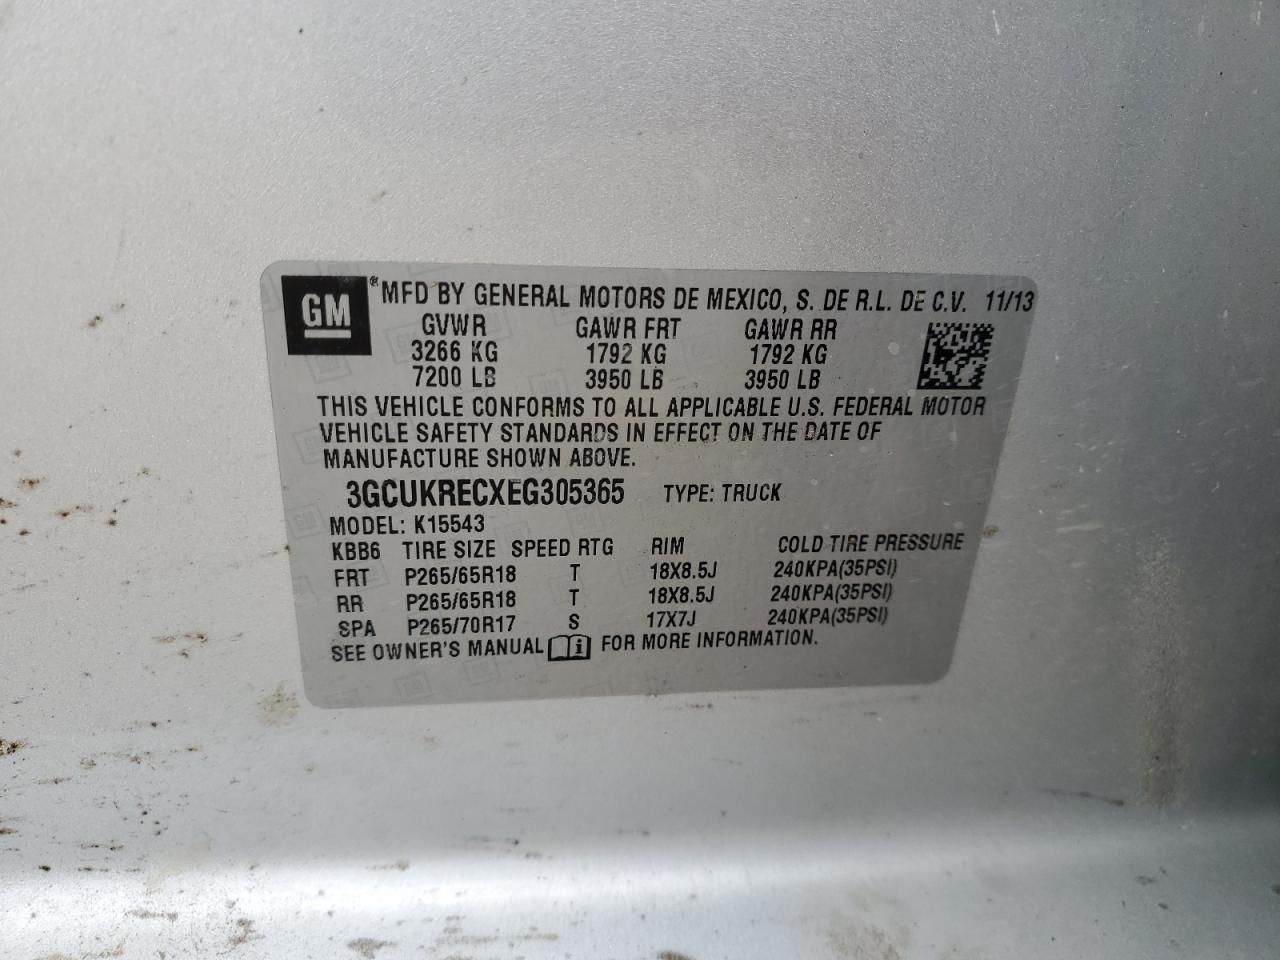 GM ® MFD BY GENERAL MOTORS DE MEXICO, S. DE R.L. DE C.V. 11/13
GVWR GAWR FRT GAWR RR
3266 KG 1792 KG 1792 KG
7200 LB 3950 LB 3950 LB
THIS VEHICLE CONFORMS TO ALL APPLICABLE U.S. FEDERAL MOTOR
VEHICLE SAFETY STANDARDS IN EFFECT ON THE DATE OF
MANUFACTURE SHOWN ABOVE.
3GCUKRECXEG305365 TYPE: TRUCK
MODEL: K15543
KBB6 TIRE SIZE SPEED RTG RIM COLD TIRE PRESSURE
FRT P265/65R18 T 18X8.5J 240KPA(35PSI)
RR P265/65R18 T 18X8.5J 240KPA(35PSI)
SPA P265/70R17 S 17X7J 240KPA(35PSI)
SEE OWNER'S MANUAL i FOR MORE INFORMATION.